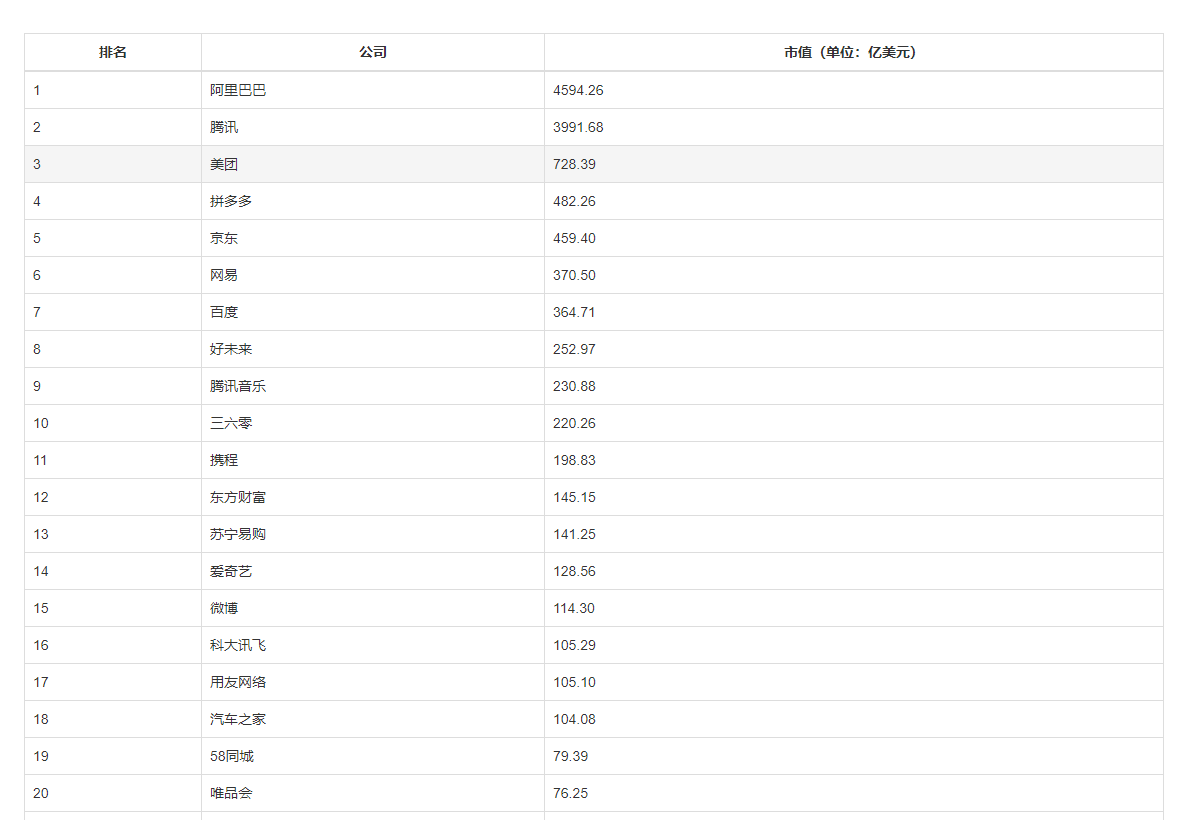 排名 公司 市值（单位：亿美元）
1 阿里巴巴 4594.26
2 腾讯 3991.68
3 美团 728.39
4 拼多多 482.26
5 京东 459.40
6 网易 370.50
7 百度 364.71
8 好未来 252.97
9 腾讯音乐 230.88
10 三六零 220.26
11 携程 198.83
12 东方财富 145.15
13 苏宁易购 141.25
14 爱奇艺 128.56
15 微博 114.30
16 科大讯飞 105.29
17 用友网络 105.10
18 汽车之家 104.08
19 58同城 79.39
20 唯品会 76.25